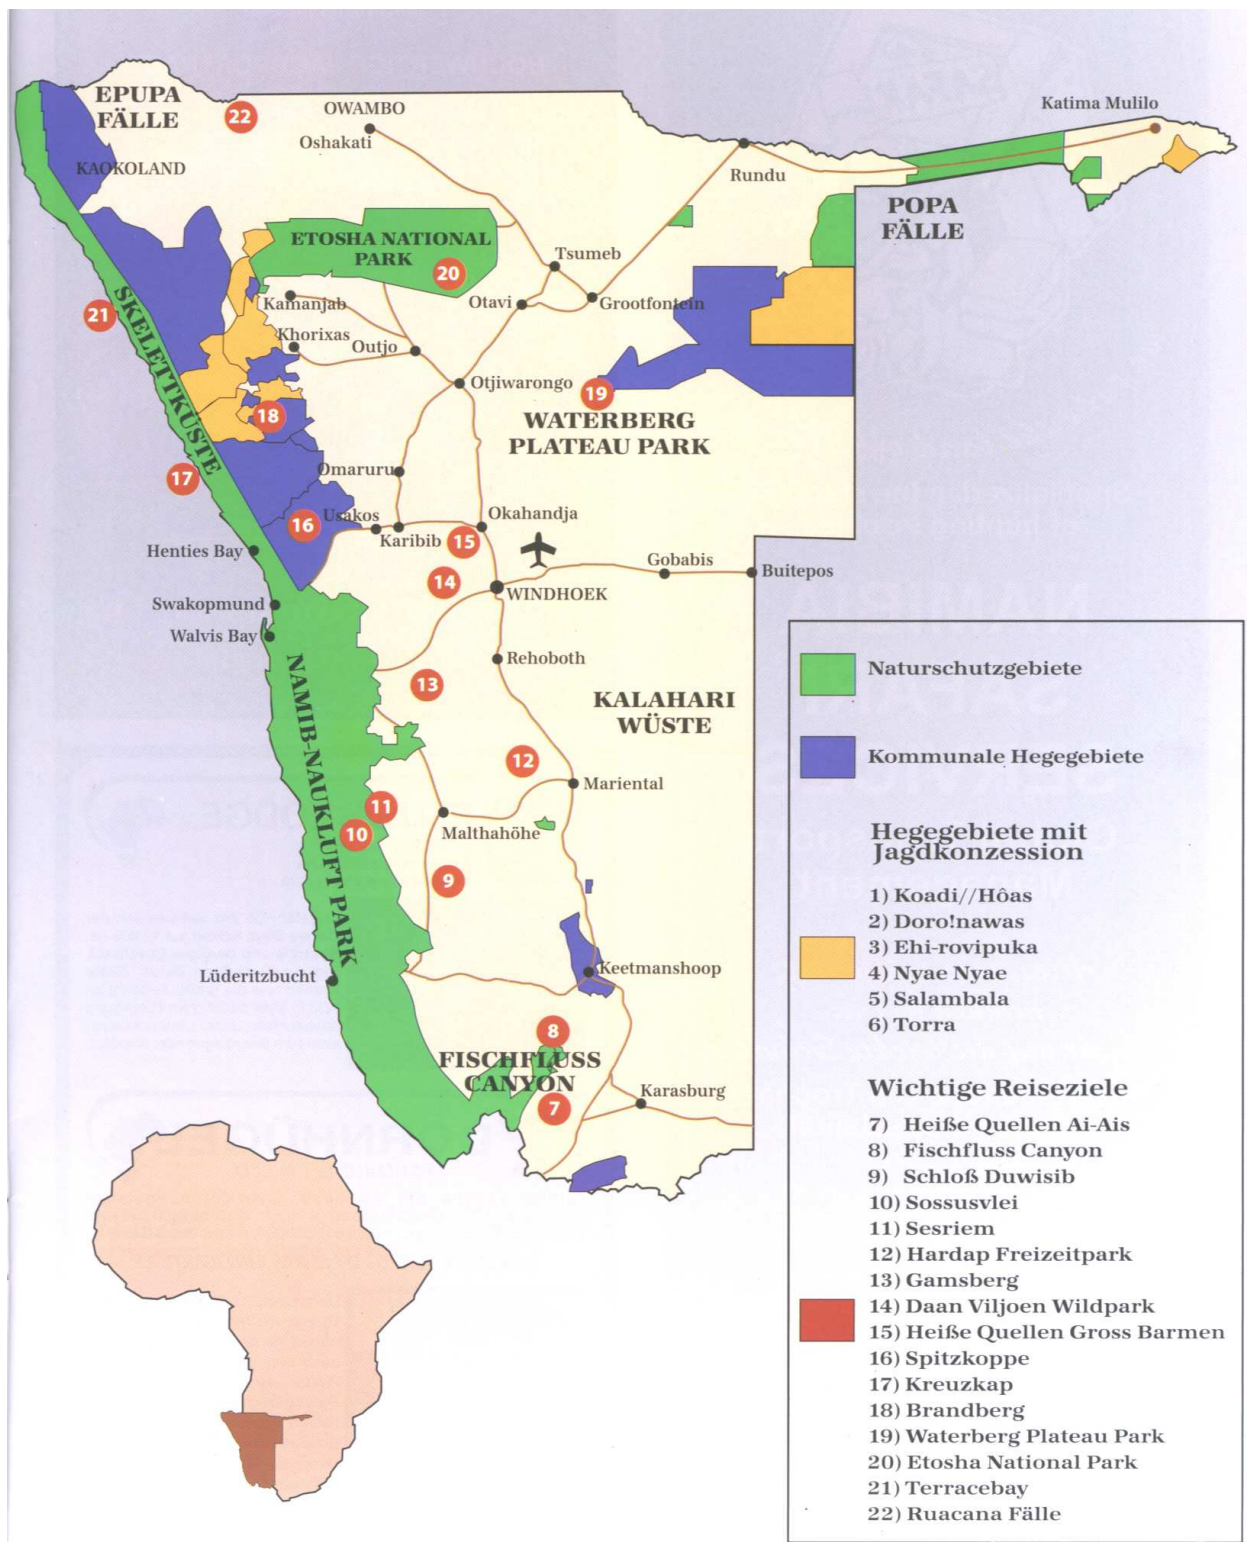 EPUPA
FÄLLE
22
OWAMBO
Oshakati
KAOKOLAND
Katima Mulilo
Rundu
POPA
FÄLLE
ETOSHA NATIONAL
PARK
20
Tsumeb
Kamanjab
Otavi
Grootfontein
21
SKELETTKÜSTE
Khorixas
Outjo
Otjiwarongo
19
18
WATERBERG
PLATEAU PARK
17
Omaruru
16
Usakos
Karibib
15
Okahandja
Henties Bay
14
WINDHOEK
Gobabis
Buitepos
Swakopmund
Walvis Bay
Rehoboth
13
NAMIB-NAUKLUFT PARK
KALAHARI
WÜSTE
12
Mariental
11
10
Malthahöhe
9
Lüderitzbucht
Keetmanshoop
8
FISCHFLUSS
CANYON
7
Karasburg
Naturschutzgebiete
Kommunale Hegegebiete
Hegegebiete mit
Jagdkonzession
1) Koadi//Hôas
2) Doro!nawas
3) Ehi-rovipuka
4) Nyae Nyae
5) Salambala
6) Torra
Wichtige Reiseziele
7) Heiße Quellen Ai-Ais
8) Fischfluss Canyon
9) Schloß Duwisib
10) Sossusvlei
11) Sesriem
12) Hardap Freizeitpark
13) Gamsberg
14) Daan Viljoen Wildpark
15) Heiße Quellen Gross Barmen
16) Spitzkoppe
17) Kreuzkap
18) Brandberg
19) Waterberg Plateau Park
20) Etosha National Park
21) Terracebay
22) Ruacana Fälle